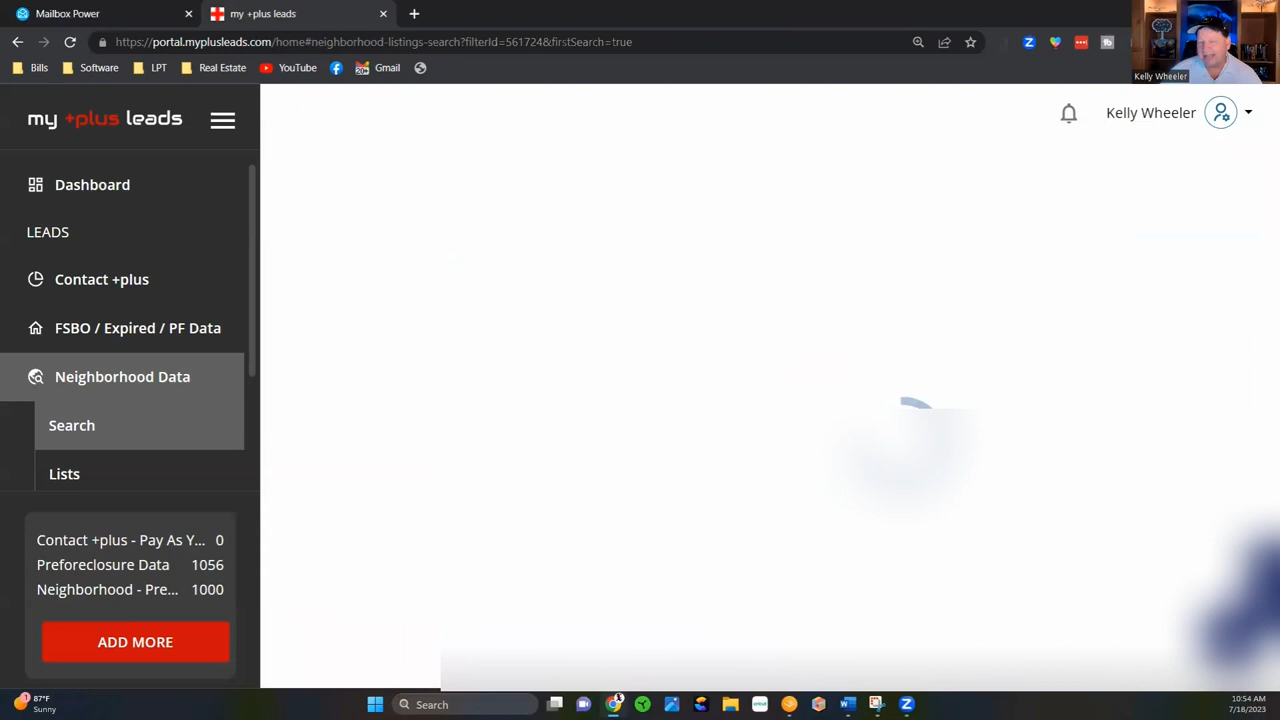 Mailbox Power
my +plus leads
https://portal.myplusleads.com/home#neighborhood-listings-search?filterId=561724&firstSearch=true
Bills
Software
LPT
Real Estate
YouTube
Gmail
Kelly Wheeler
my +plus leads
Kelly Wheeler
Dashboard
LEADS
Contact +plus
FSBO / Expired / PF Data
Neighborhood Data
Search
Lists
Contact +plus - Pay As Y... 0
Preforeclosure Data 1056
Neighborhood - Pre... 1000
ADD MORE
87°F
Sunny
Search
10:54 AM
7/18/2023